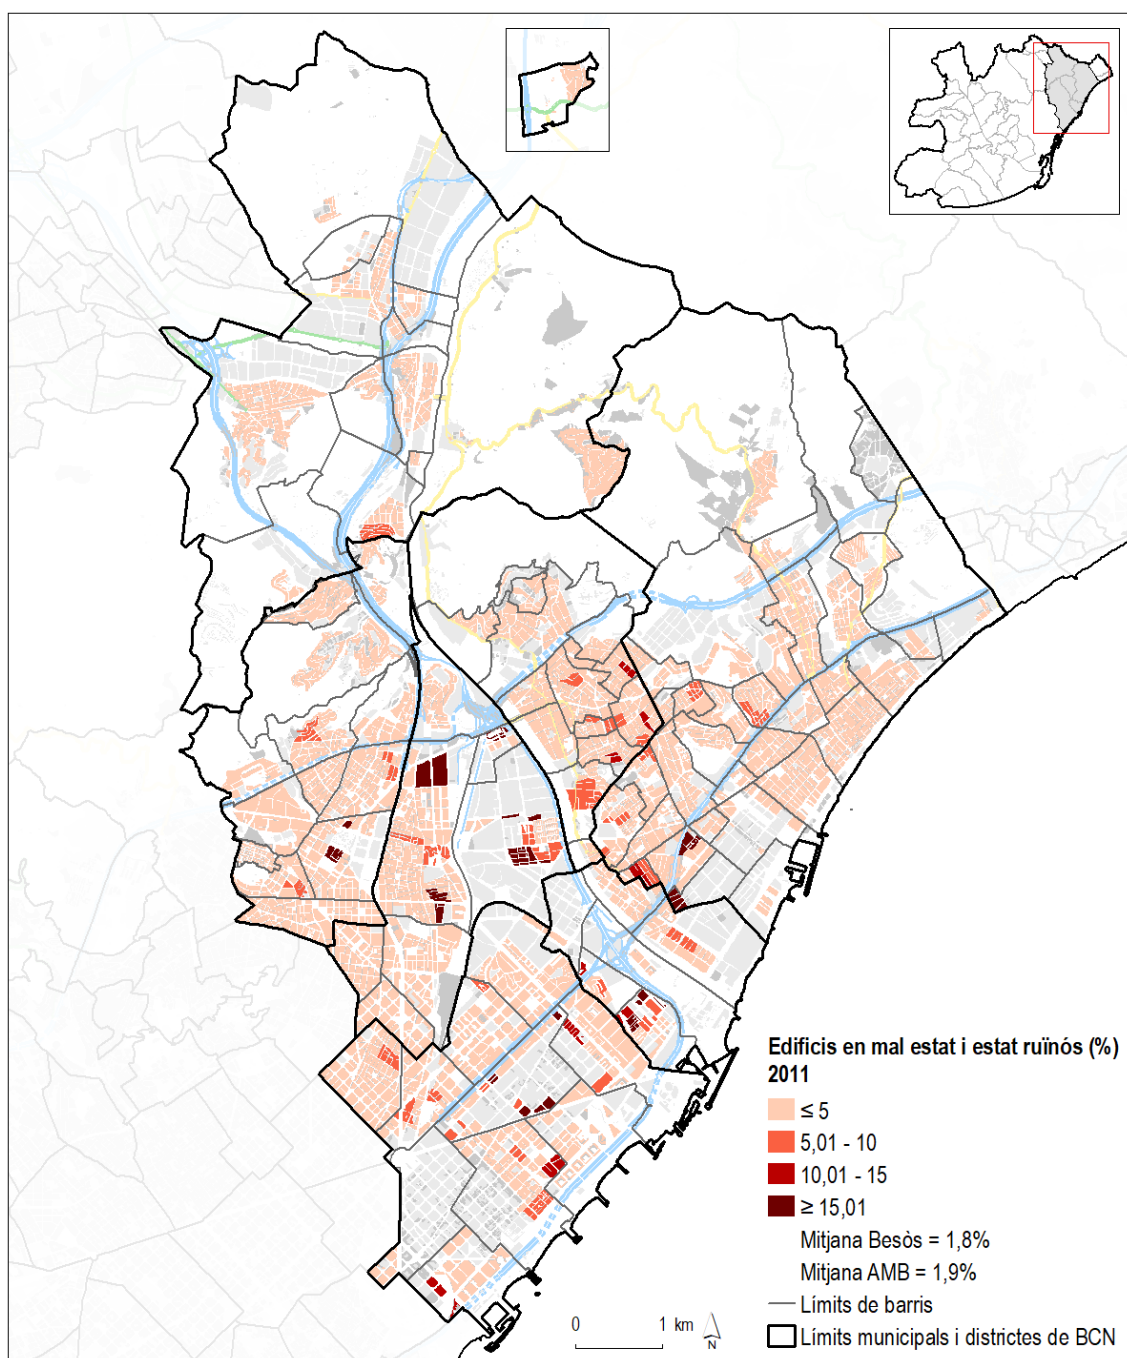 Edificis en mal estat i estat ruïnós (%)
2011
≤ 5
5,01 - 10
10,01 - 15
≥ 15,01
Mitjana Besòs = 1,8%
Mitjana AMB = 1,9%
Límits de barris
Límits municipals i districtes de BCN
0 1 km
N